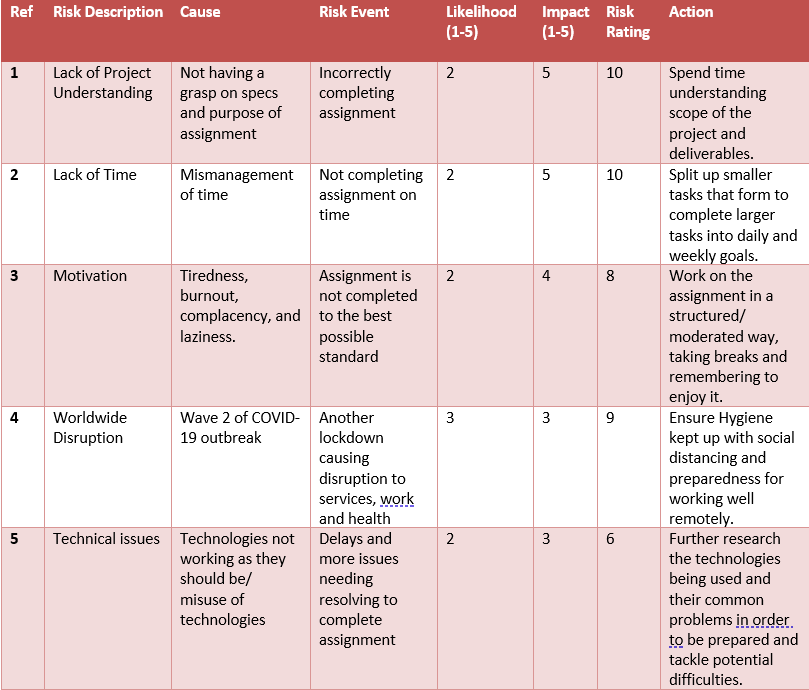 Ref Risk Description Cause Risk Event Likelihood Impact Risk Action
(1-5) (1-5) Rating
1 Lack of Project Not having a Incorrectly 2 5 10 Spend time
Understanding grasp on specs completing understanding
and purpose of assignment scope of the
assignment project and
deliverables.
2 Lack of Time Mismanagement Not completing 2 5 10 Split up smaller
of time assignment on tasks that form to
time complete larger
tasks into daily and
weekly goals.
3 Motivation Tiredness, Assignment is 2 4 8 Work on the
burnout, not completed assignment in a
complacency, and to the best structured/
laziness. possible moderated way,
standard taking breaks and
remembering to
enjoy it.
4 Worldwide Wave 2 of COVID- Another 3 3 9 Ensure Hygiene
Disruption 19 outbreak lockdown kept up with social
causing distancing and
disruption to preparedness for
services, work working well
and health remotely.
5 Technical issues Technologies not Delays and 2 3 6 Further research
working as they more issues the technologies
should be/ needing being used and
misuse of resolving to their common
technologies complete problems in order
assignment to be prepared and
tackle potential
difficulties.